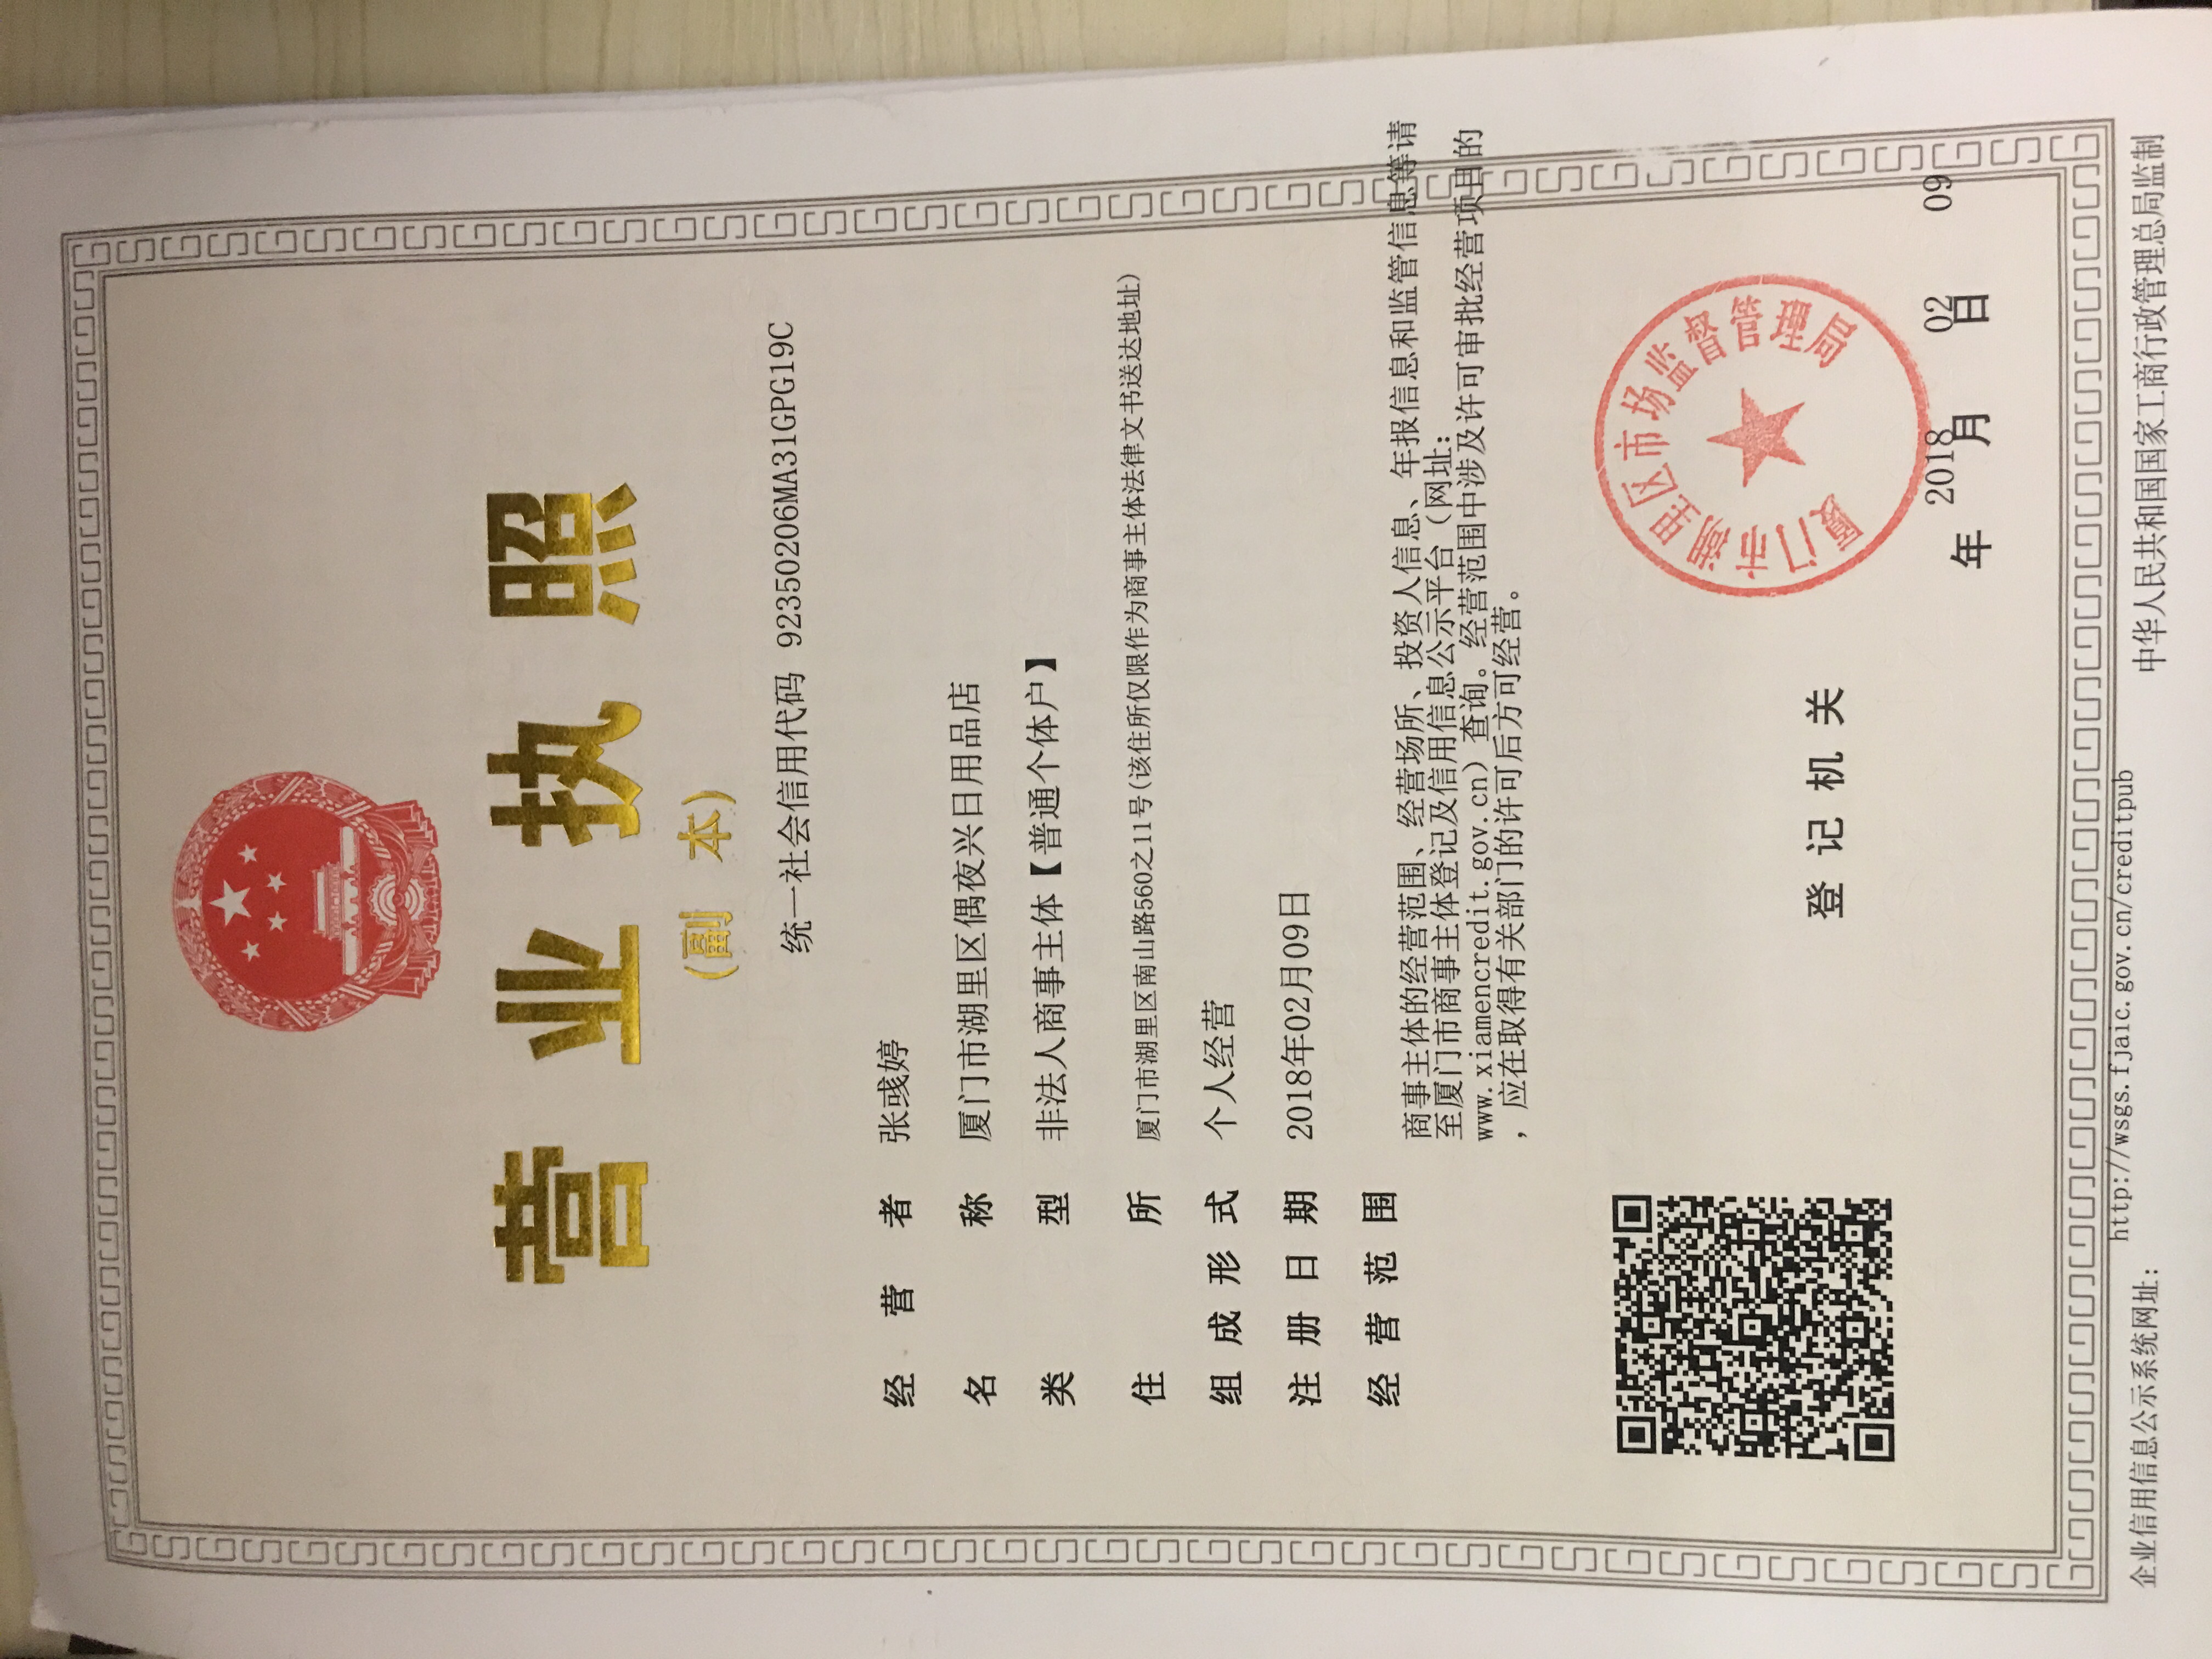 营业执照
(副 本)
统一社会信用代码 92350206MA31GPG19C
经营者 张彧婷
名称 厦门市湖里区偶夜兴日用品店
类型 非法人商事主体【普通个体户】
住所 厦门市湖里区南山路560之11号(该住所仅限作为商事主体法律文书送达地址)
组成形式 个人经营
注册日期 2018年02月09日
经营范围
商事主体的经营范围、经营场所、投资人信息、年报信息和监管信息等请
至厦门市商事主体登记及信用信息公示平台（网址：
www.xiamencredit.gov.cn）查询。经营范围中涉及许可审批经营项目的
，应在取得有关部门的许可后方可经营。
厦门市湖里区市场监督管理局
登记机关
2018 02 09
年 月 日
http://wsgs.fjaic.gov.cn/creditpub
企业信用信息公示系统网址：
中华人民共和国国家工商行政管理总局监制